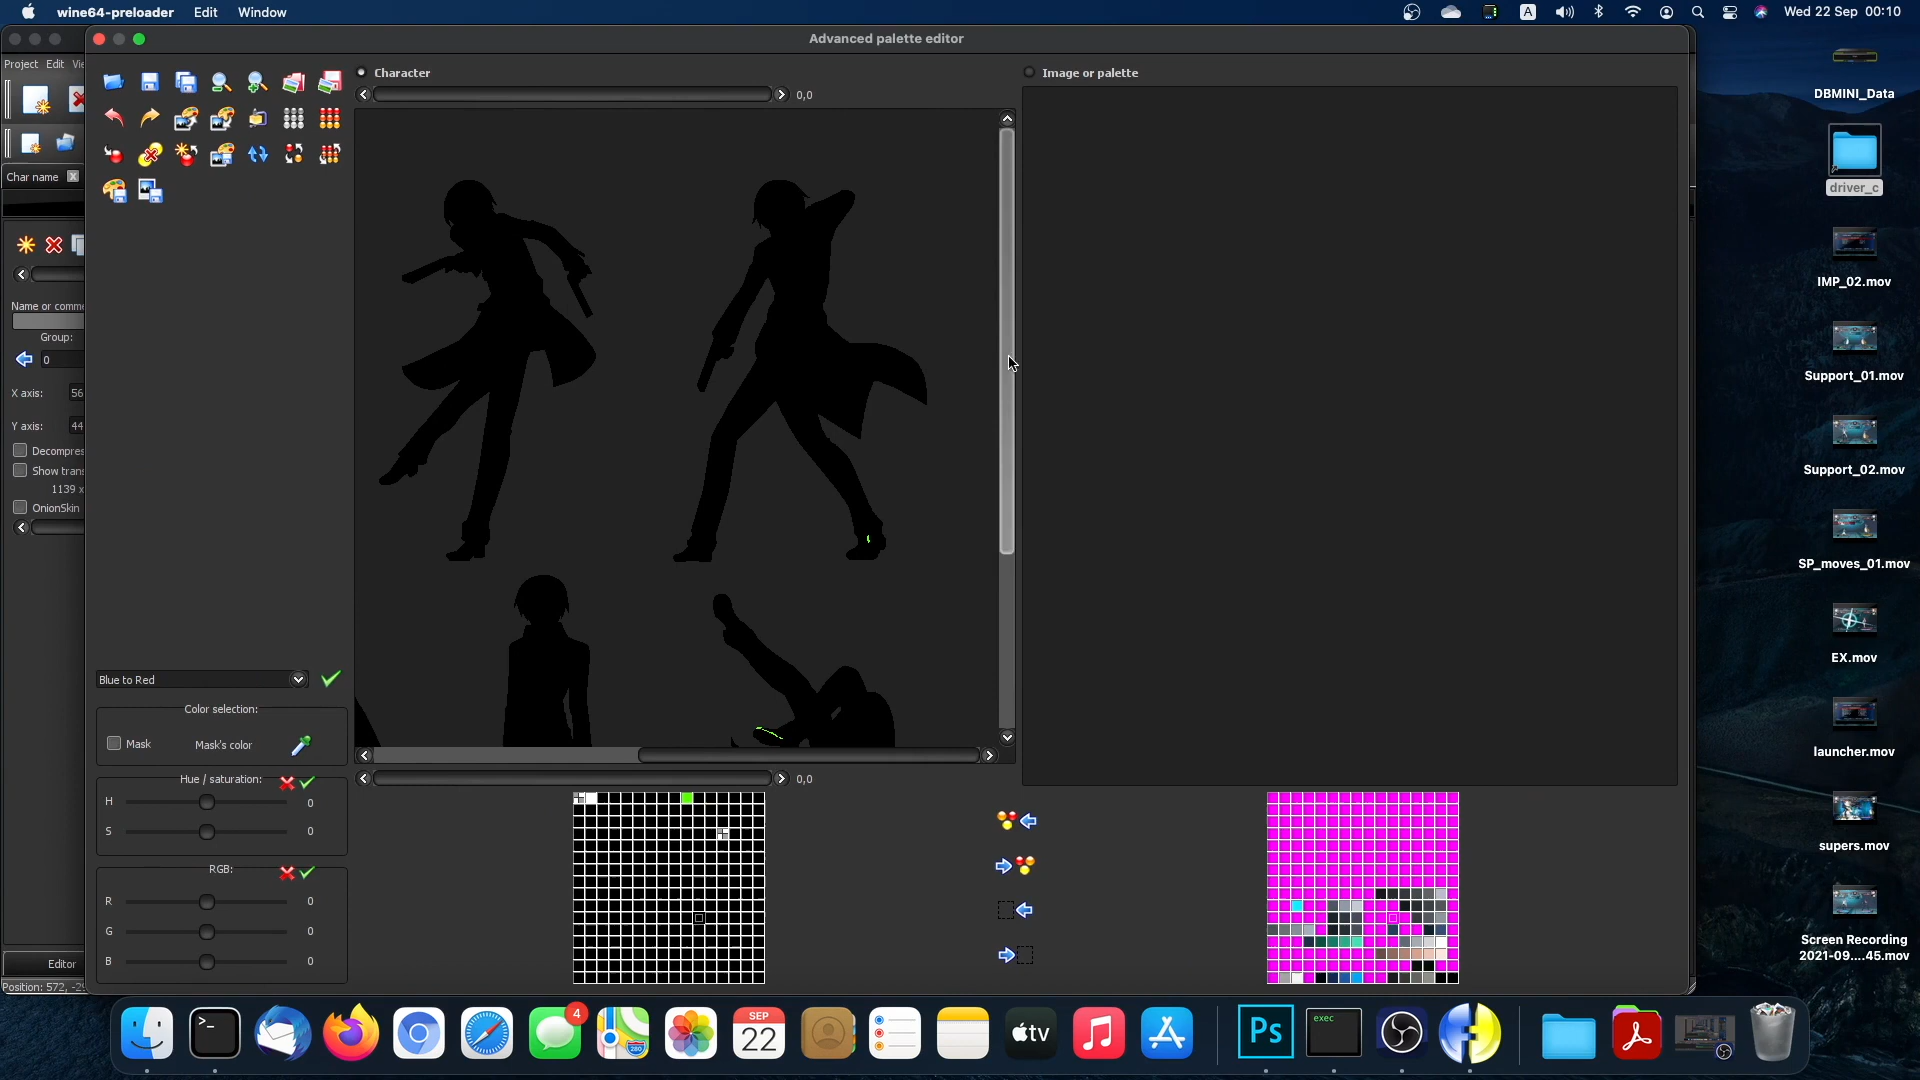 wine64-preloader Edit Window
A
Wed 22 Sep 00:10
Advanced palette editor
Project Edit
Char name
Name or comme
Group:
0
X axis: 56
Y axis: 44
Decompres
Show trans
1139 x
OnionSkin
Editor
Position: 572,
Character
0,0
Image or palette
Blue to Red
Color selection:
Mask Mask's color
Hue / saturation:
H 0
S 0
RGB:
R 0
G 0
B 0
0,0
DBMINI_Data
driver_c
IMP_02.mov
Support_01.mov
Support_02.mov
SP_moves_01.mov
EX.mov
launcher.mov
supers.mov
Screen Recording
2021-09....45.mov
4
SEP
22
280
tv
Ps
exec